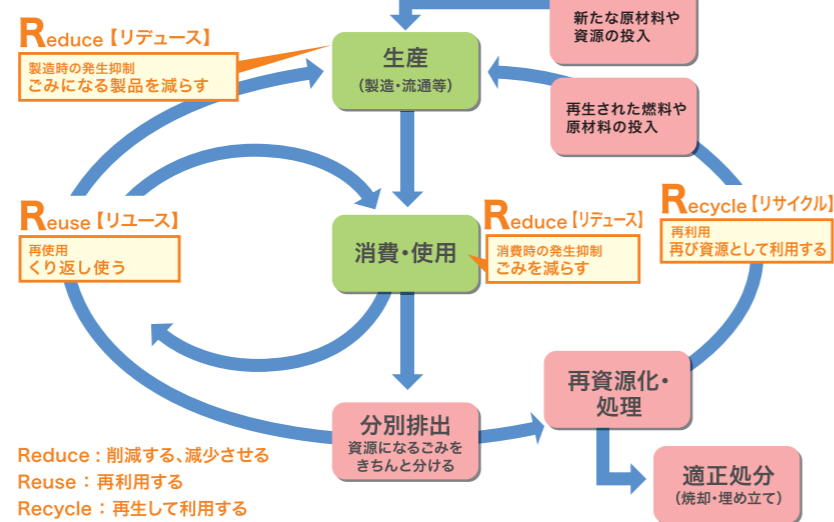 Reduce【リデュース】
製造時の発生抑制
ごみになる製品を減らす
生産
（製造・流通等）
新たな原材料や
資源の投入
再生された燃料や
原材料の投入
Reuse【リユース】
再使用
くり返し使う
消費・使用
Reduce【リデュース】
消費時の発生抑制
ごみを減らす
Recycle【リサイクル】
再利用
再び資源として利用する
分別排出
資源になるごみを
きちんと分ける
再資源化・
処理
適正処分
（焼却・埋め立て）
Reduce：削減する、減少させる
Reuse：再利用する
Recycle：再生して利用する